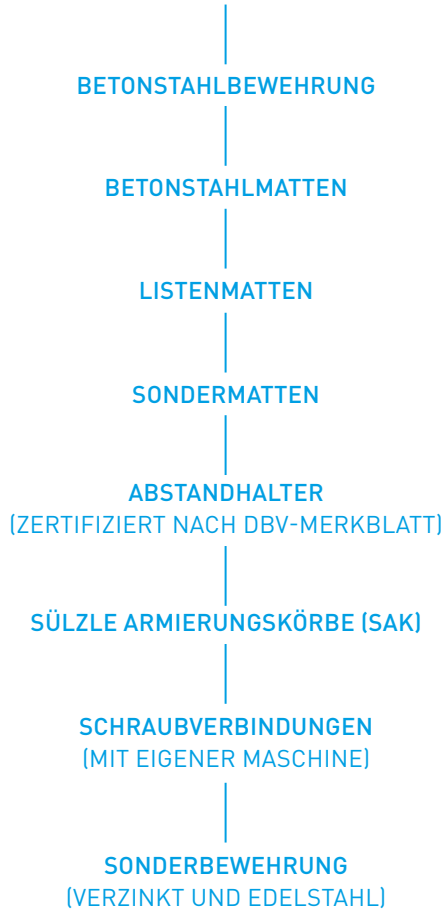 BETONSTAHLBEWEHRUNG
BETONSTAHLMATTEN
LISTENMATTEN
SONDERMATTEN
ABSTANDHALTER
(ZERTIFIZIERT NACH DBV-MERKBLATT)
SÜLZLE ARMIERUNGSKÖRBE (SAK)
SCHRAUBVERBINDUNGEN
(MIT EIGENER MASCHINE)
SONDERBEWEHRUNG
(VERZINKT UND EDELSTAHL)